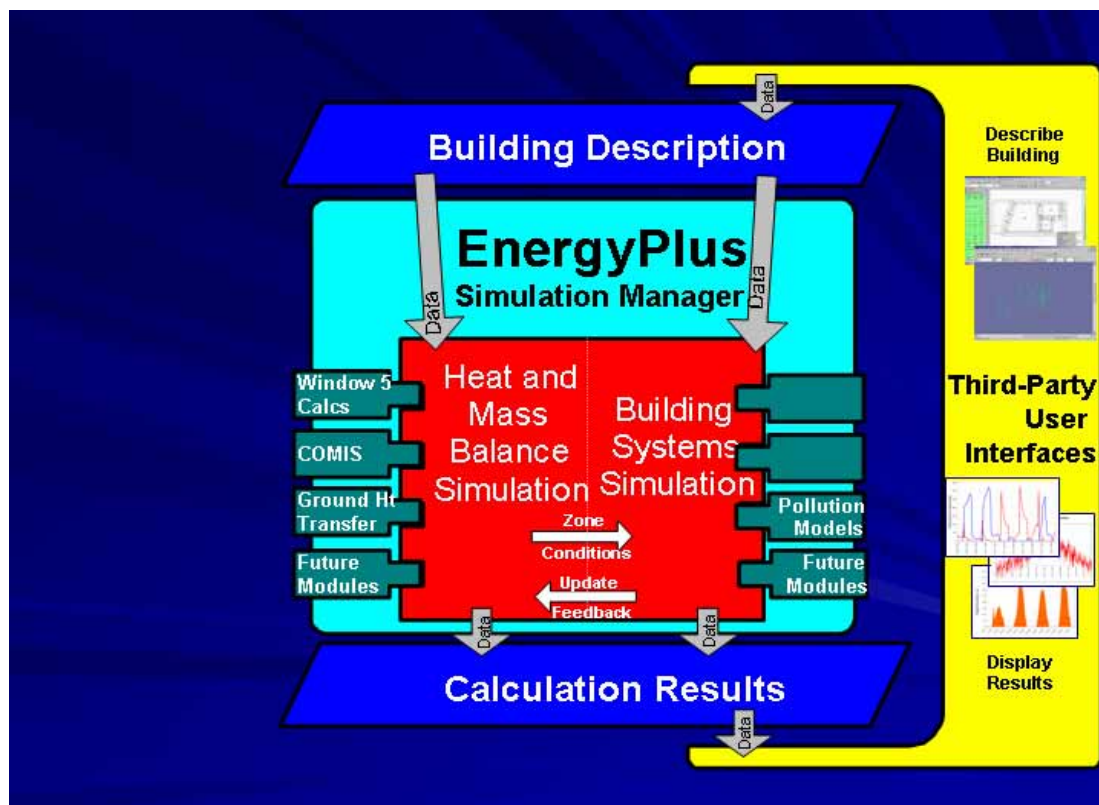 Data
Building Description
Describe
Building
EnergyPlus
Simulation Manager
Data
Data
Window 5
Calcs
COMIS
Ground Ht
Transfer
Future
Modules
Heat and
Mass
Balance
Simulation
Building
Systems
Simulation
Zone
Conditions
Update
Feedback
Pollution
Models
Future
Modules
Third-Party
User
Interfaces
Data
Data
Calculation Results
Display
Results
Data